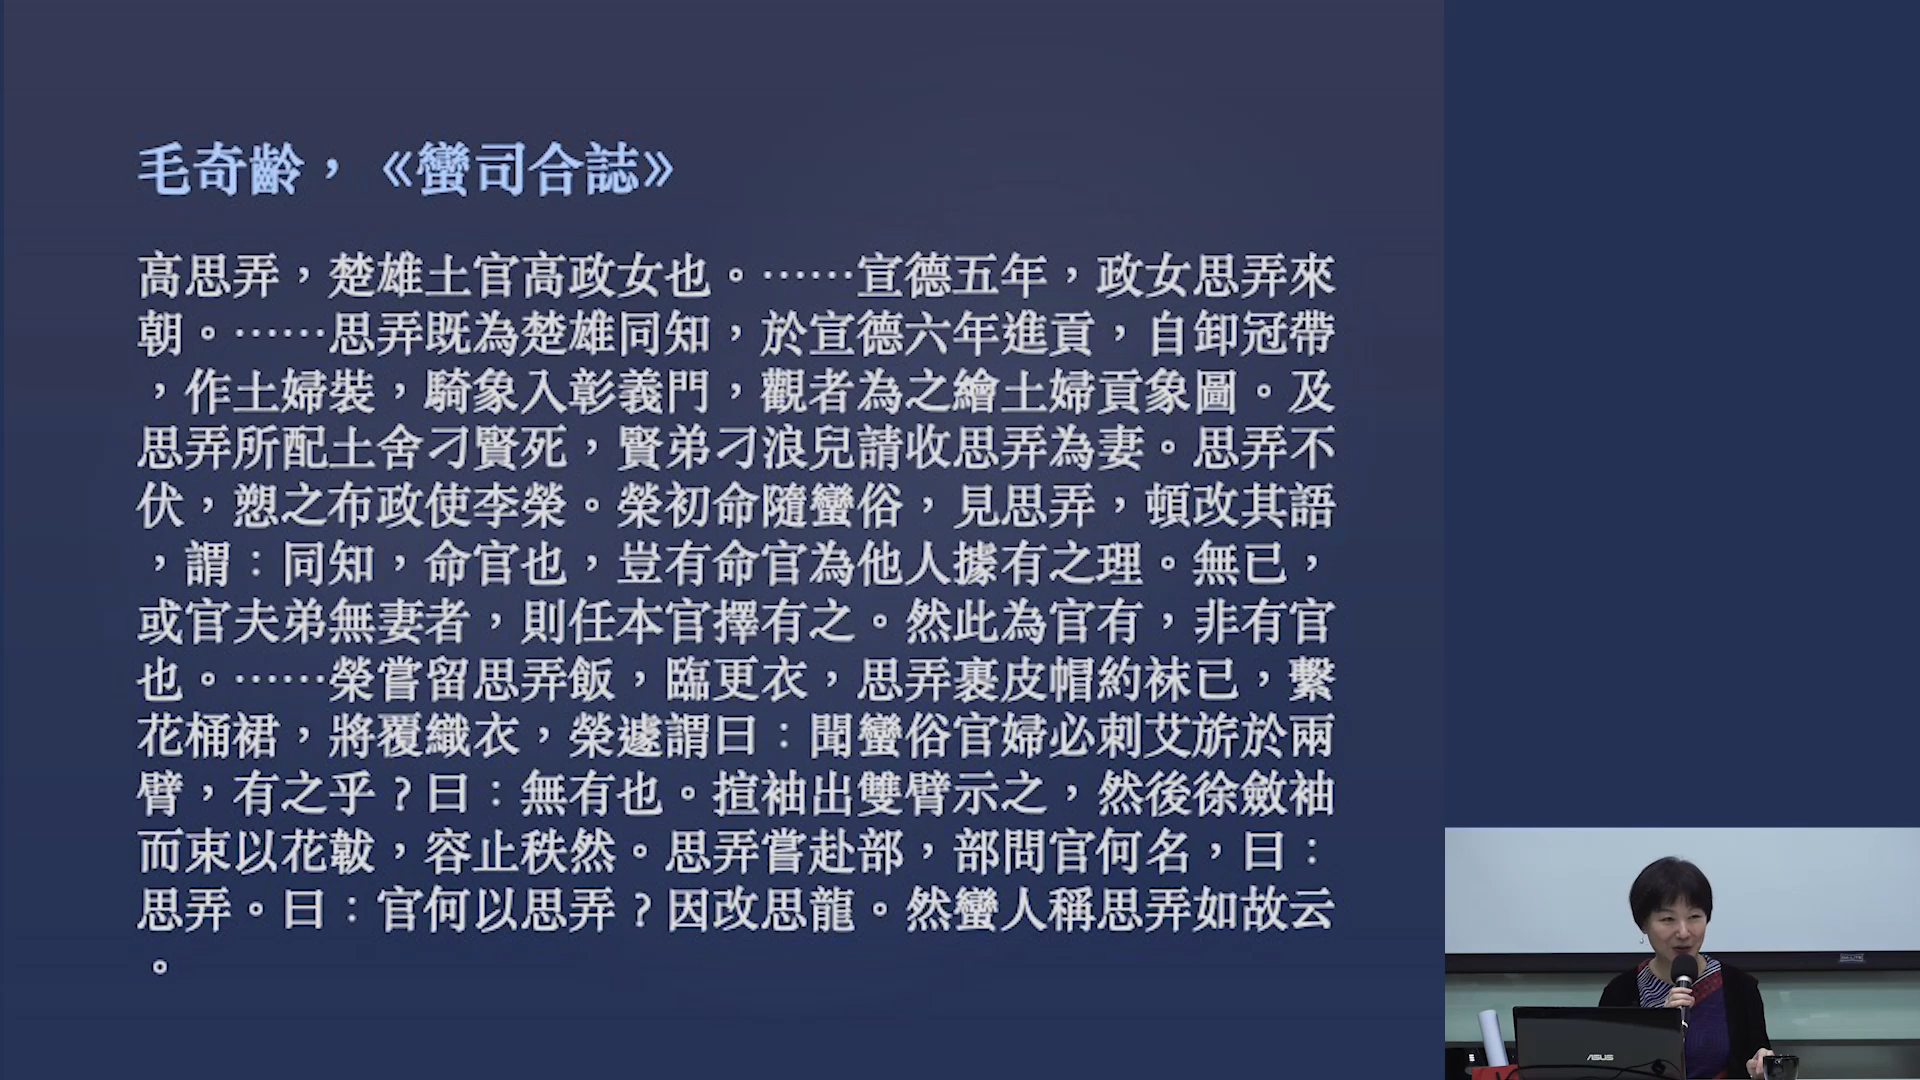 毛奇齡，《蠻司合誌》
高思弄，楚雄土官高政女也。……宣德五年，政女思弄來
朝。……思弄既為楚雄同知，於宣德六年進貢，自卸冠帶
，作土婦裝，騎象入彰義門，觀者為之繪土婦貢象圖。及
思弄所配土舍刁賢死，賢弟刁浪兒請收思弄為妻。思弄不
伏，愬之布政使李榮。榮初命隨蠻俗，見思弄，頓改其語
，謂：同知，命官也，豈有命官為他人據有之理。無已，
或官夫弟無妻者，則任本官擇有之。然此為官有，非有官
也。……榮嘗留思弄飯，臨更衣，思弄裹皮帽約袜已，繫
花桶裙，將覆織衣，榮遽謂曰：聞蠻俗官婦必刺艾旂於兩
臂，有之乎？曰：無有也。揎袖出雙臂示之，然後徐斂袖
而束以花韍，容止秩然。思弄嘗赴部，部問官何名，曰：
思弄。曰：官何以思弄？因改思龍。然蠻人稱思弄如故云
。
ASUS